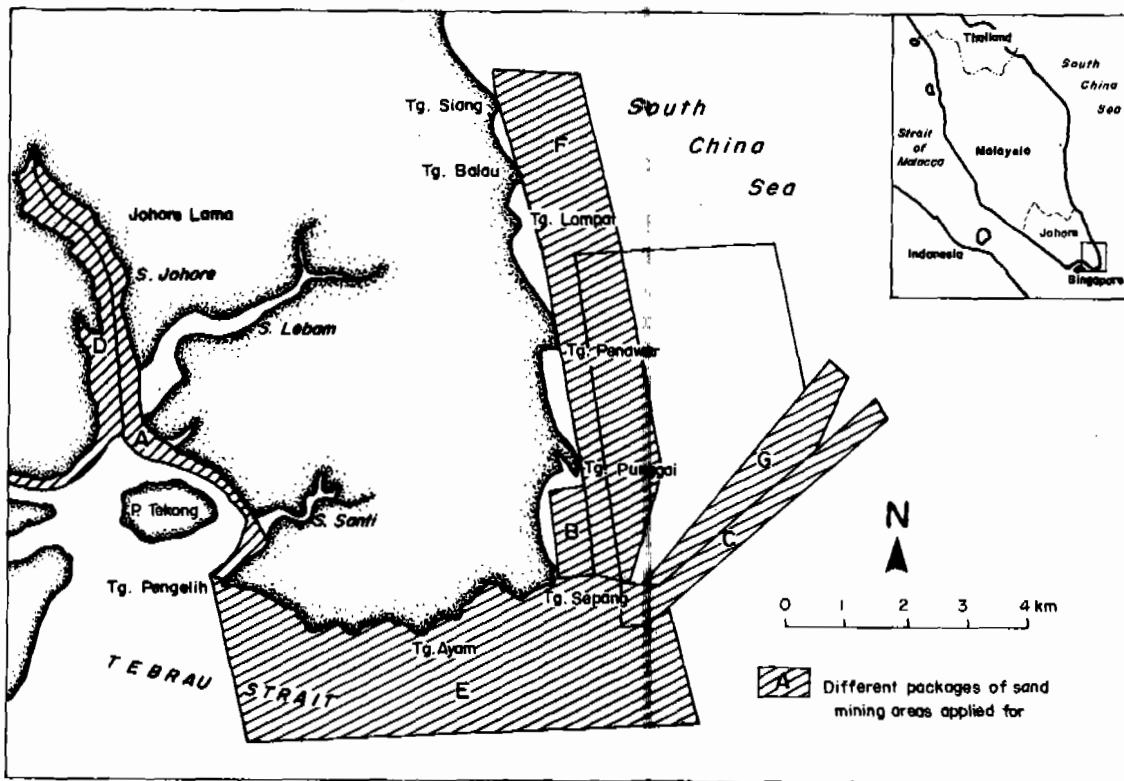 Tg. Siang
Tg. Balau
Tg. Lompat
F
South
China
Sea
Johore Lama
S. Johore
S. Lebam
D
A
Tg. Penawar
Tg. Punggai
G
C
B
P. Tekong
S. Santi
Tg. Pengelih
Tg. Sepang
Tg. Ayam
E
TEBRAU STRAIT
Thailand
South
China
Sea
Strait
of
Malacca
Malaysia
Johore
Indonesia
Singapore
N
0 1 2 3 4 km
A Different packages of sand
mining areas applied for